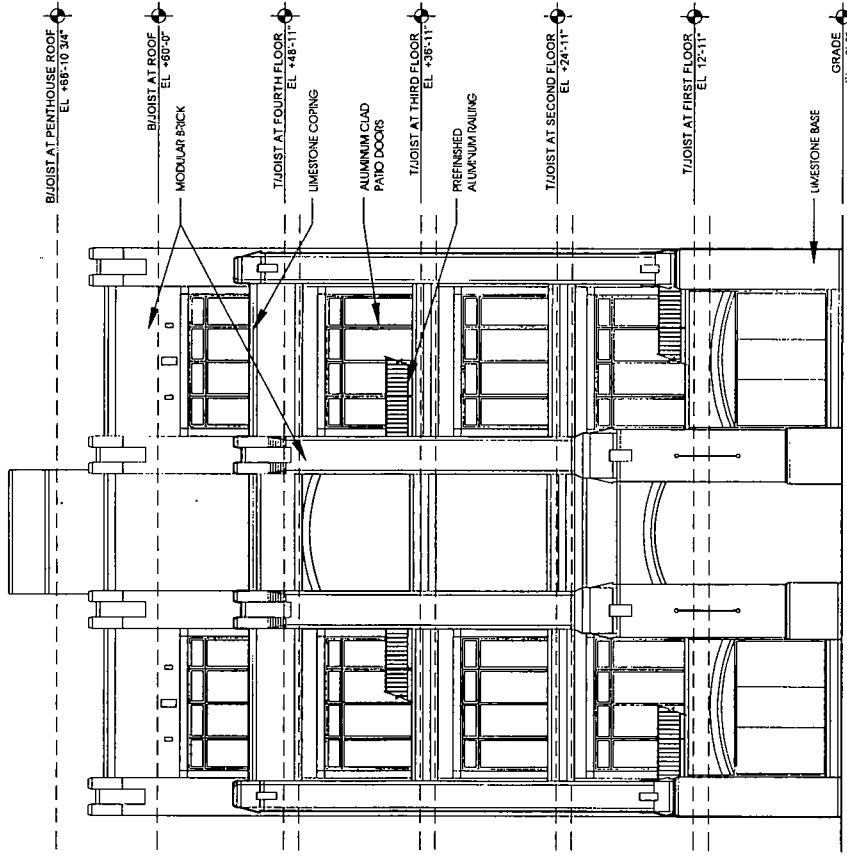 B/JOIST AT PENTHOUSE ROOF
EL +68'-10 3/4"
B/JOIST AT ROOF
EL +60'-0"
MODULAR BRICK
T/JOIST AT FOURTH FLOOR
EL +48'-11"
LIMESTONE COPING
ALUMINUM CLAD
PATIO DOORS
T/JOIST AT THIRD FLOOR
EL +36'-11"
PREFINISHED
ALUMINUM RAILING
T/JOIST AT SECOND FLOOR
EL +24'-11"
T/JOIST AT FIRST FLOOR
EL 12'-11"
LIMESTONE BASE
GRADE